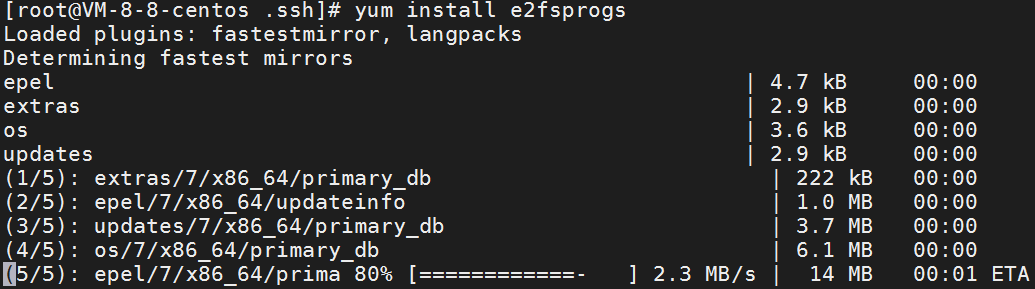 [root@VM-8-8-centos .ssh]# yum install e2fsprogs
Loaded plugins: fastestmirror, langpacks
Determining fastest mirrors
epel | 4.7 kB 00:00
extras | 2.9 kB 00:00
os | 3.6 kB 00:00
updates | 2.9 kB 00:00
(1/5): extras/7/x86_64/primary_db | 222 kB 00:00
(2/5): epel/7/x86_64/updateinfo | 1.0 MB 00:00
(3/5): updates/7/x86_64/primary_db | 3.7 MB 00:00
(4/5): os/7/x86_64/primary_db | 6.1 MB 00:00
(5/5): epel/7/x86_64/prima 80% [============- ] 2.3 MB/s | 14 MB 00:01 ETA